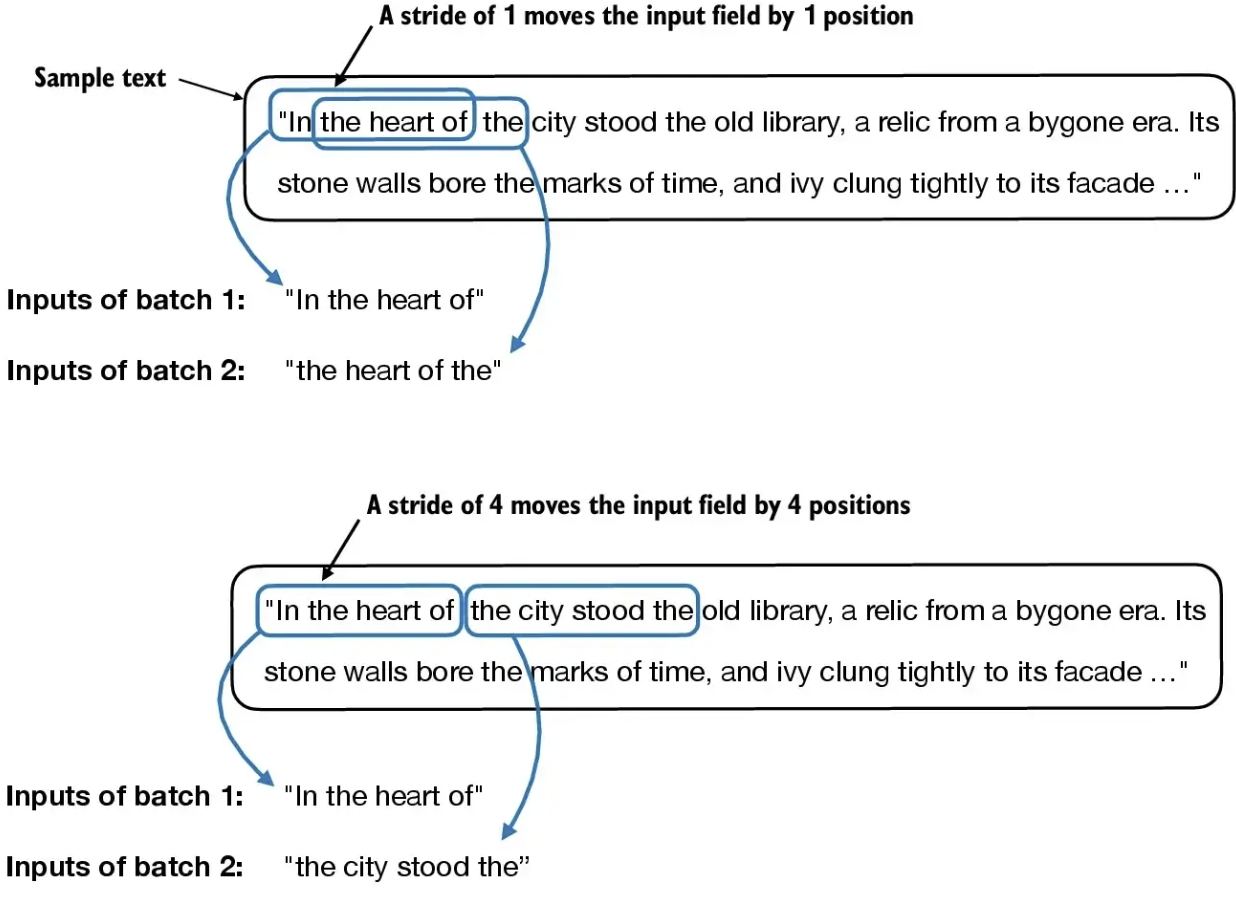 A stride of 1 moves the input field by 1 position
Sample text
"In the heart of the city stood the old library, a relic from a bygone era. Its
stone walls bore the marks of time, and ivy clung tightly to its facade …"
Inputs of batch 1: "In the heart of"
Inputs of batch 2: "the heart of the"
A stride of 4 moves the input field by 4 positions
"In the heart of the city stood the old library, a relic from a bygone era. Its
stone walls bore the marks of time, and ivy clung tightly to its facade …"
Inputs of batch 1: "In the heart of"
Inputs of batch 2: "the city stood the”